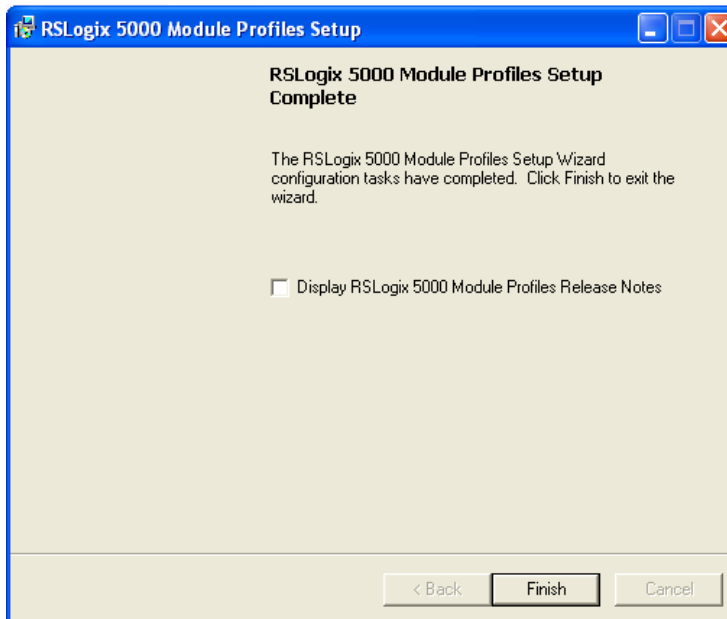 RSLogix 5000 Module Profiles Setup
RSLogix 5000 Module Profiles Setup
Complete
The RSLogix 5000 Module Profiles Setup Wizard
configuration tasks have completed. Click Finish to exit the
wizard.
Display RSLogix 5000 Module Profiles Release Notes
< Back
Finish
Cancel